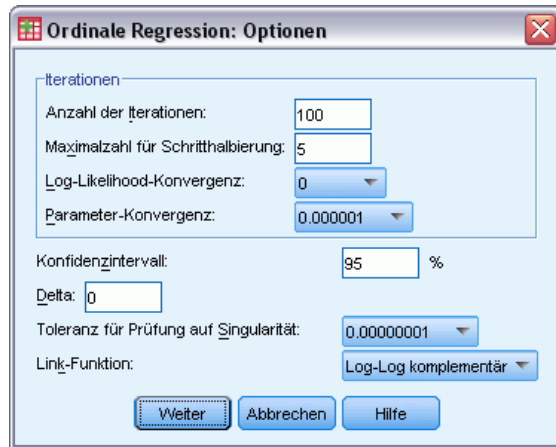 Ordinale Regression: Optionen
Iterationen
Anzahl der Iterationen: 100
Maximalzahl für Schritthalbierung: 5
Log-Likelihood-Konvergenz: 0
Parameter-Konvergenz: 0.000001
Konfidenzintervall: 95 %
Delta: 0
Toleranz für Prüfung auf Singularität: 0.00000001
Link-Funktion: Log-Log komplementär
Weiter Abbrechen Hilfe